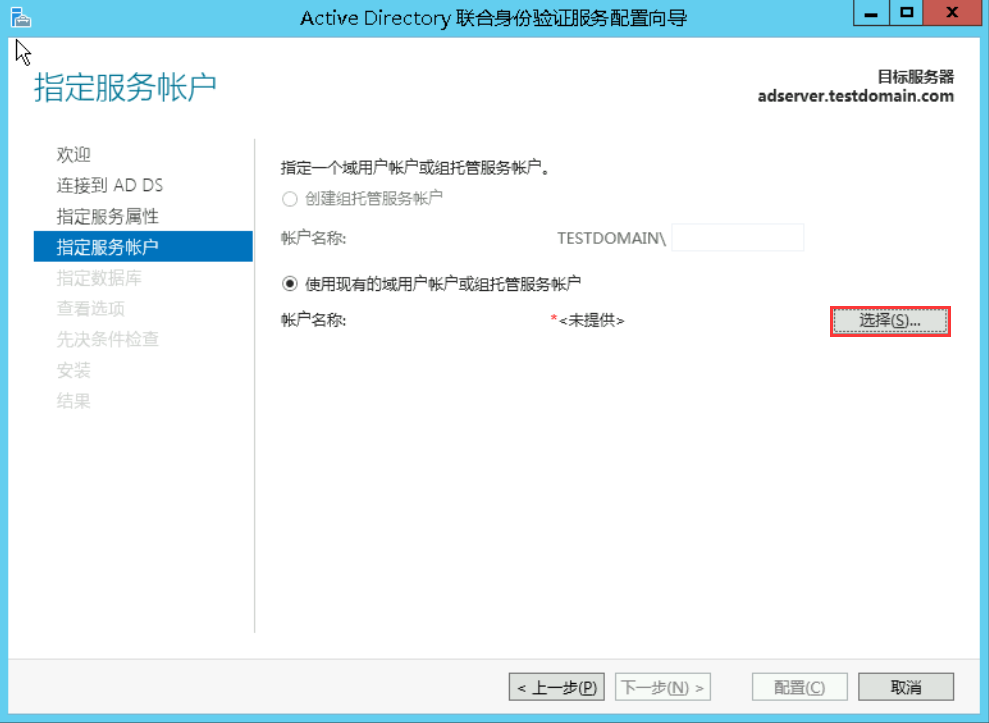 Active Directory 联合身份验证服务配置向导
指定服务帐户
目标服务器
adserver.testdomain.com
欢迎
连接到 AD DS
指定服务属性
指定服务帐户
指定数据库
查看选项
先决条件检查
安装
结果
指定一个域用户帐户或组托管服务帐户。
创建组托管服务帐户
帐户名称: TESTDOMAIN\
使用现有的域用户帐户或组托管服务帐户
帐户名称: *<未提供> 选择(S)...
< 上一步(P) 下一步(N) > 配置(C) 取消